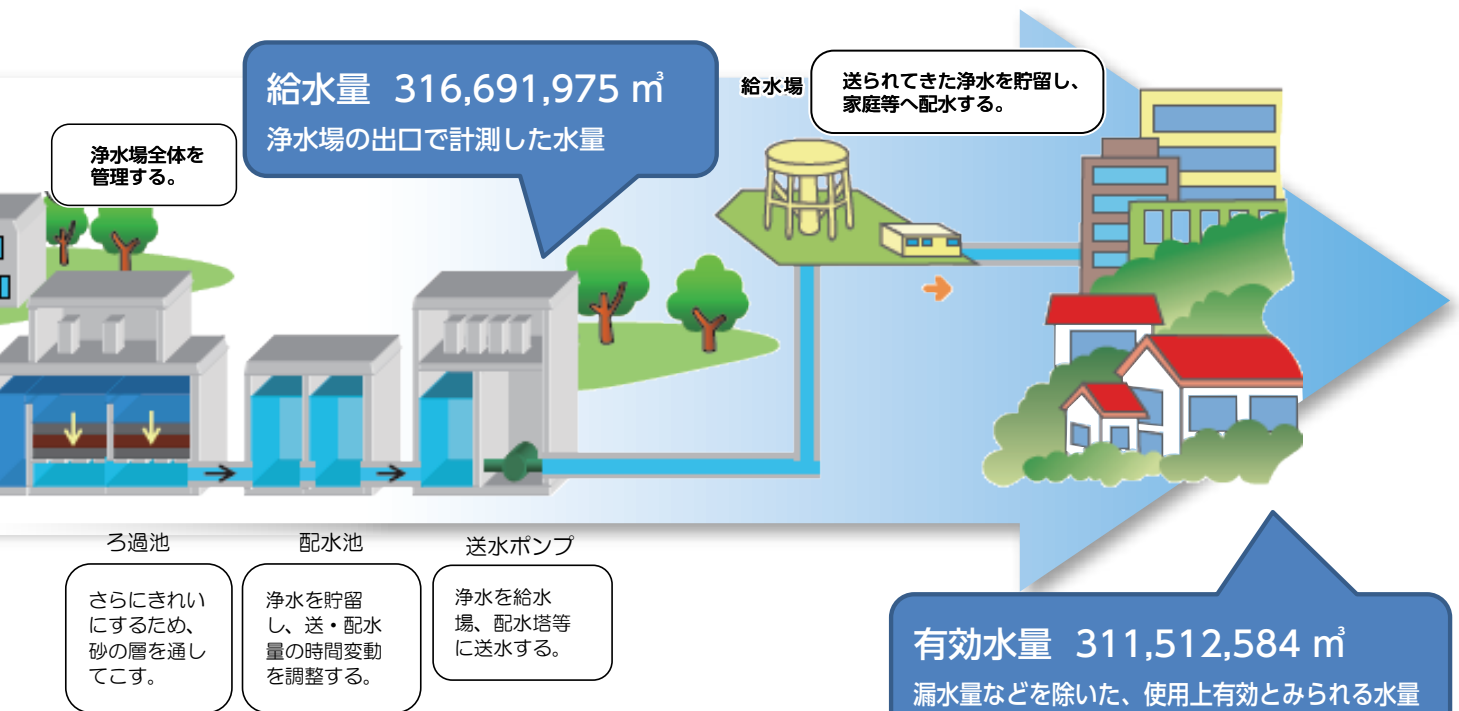 給水量 316,691,975 ㎥
浄水場の出口で計測した水量
給水場
送られてきた浄水を貯留し、
家庭等へ配水する。
浄水場全体を
管理する。
ろ過池
さらにきれい
にするため、
砂の層を通し
てこす。
配水池
浄水を貯留
し、送・配水
量の時間変動
を調整する。
送水ポンプ
浄水を給水
場、配水塔等
に送水する。
有効水量 311,512,584 ㎥
漏水量などを除いた、使用上有効とみられる水量